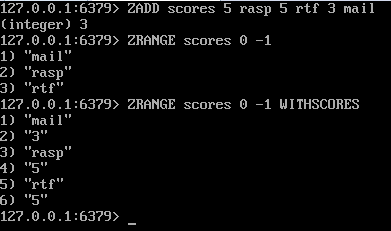 127.0.0.1:6379> ZADD scores 5 rasp 5 rtf 3 mail
(integer) 3
127.0.0.1:6379> ZRANGE scores 0 -1
1) "mail"
2) "rasp"
3) "rtf"
127.0.0.1:6379> ZRANGE scores 0 -1 WITHSCORES
1) "mail"
2) "3"
3) "rasp"
4) "5"
5) "rtf"
6) "5"
127.0.0.1:6379> _